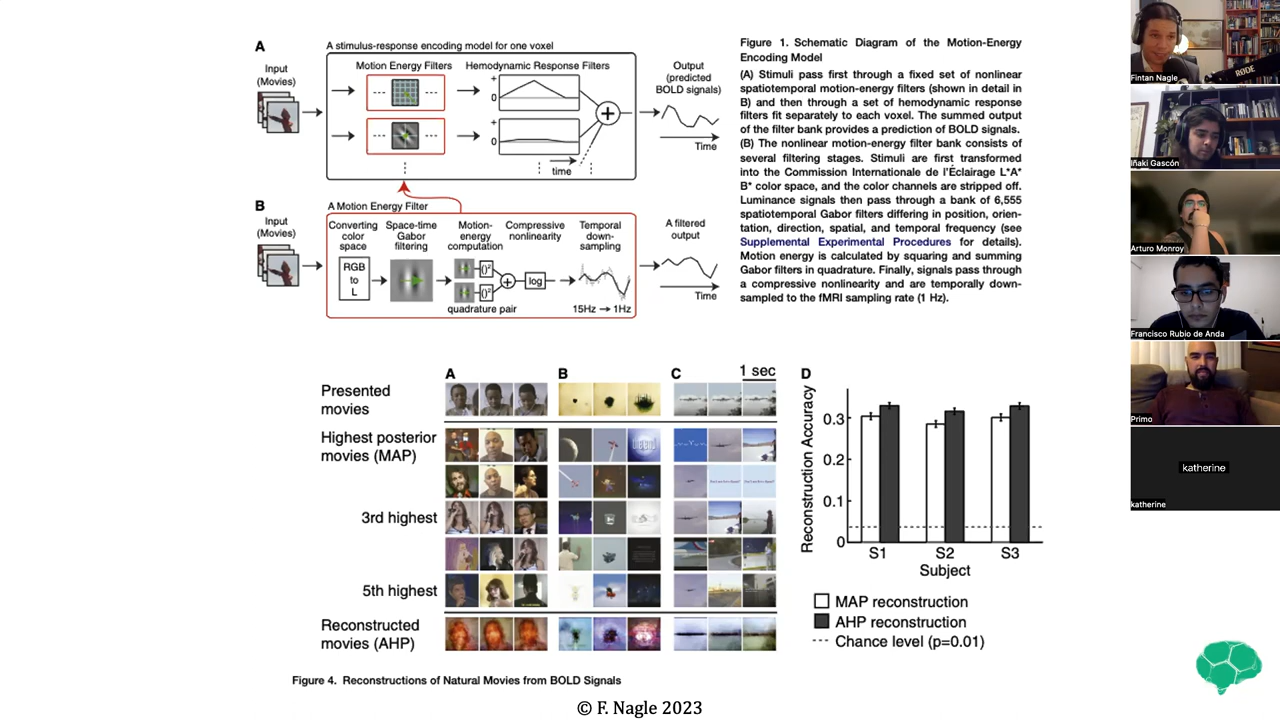 A
A stimulus-response encoding model for one voxel
Input
(Movies)
Motion Energy Filters
Hemodynamic Response Filters
+
0
+
0
+
time
Output
(predicted
BOLD signals)
Time
B
A Motion Energy Filter
Input
(Movies)
Converting
color
space
RGB
to
L
Space-time
Gabor
filtering
Motion-
energy
computation
()²
()²
+
quadrature pair
Compressive
nonlinearity
log
Temporal
down-
sampling
15Hz → 1Hz
A filtered
output
Time
Figure 1. Schematic Diagram of the Motion-Energy
Encoding Model
(A) Stimuli pass first through a fixed set of nonlinear
spatiotemporal motion-energy filters (shown in detail in
B) and then through a set of hemodynamic response
filters fit separately to each voxel. The summed output
of the filter bank provides a prediction of BOLD signals.
(B) The nonlinear motion-energy filter bank consists of
several filtering stages. Stimuli are first transformed
into the Commission Internationale de l'Éclairage L*A*
B* color space, and the color channels are stripped off.
Luminance signals then pass through a bank of 6,555
spatiotemporal Gabor filters differing in position, orien-
tation, direction, spatial, and temporal frequency (see
Supplemental Experimental Procedures for details).
Motion energy is calculated by squaring and summing
Gabor filters in quadrature. Finally, signals pass through
a compressive nonlinearity and are temporally down-
sampled to the fMRI sampling rate (1 Hz).
A
B
C
1 sec
Presented
movies
Highest posterior
movies (MAP)
3rd highest
5th highest
Reconstructed
movies (AHP)
D
Reconstruction Accuracy
0.3
0.2
0.1
0
S1
S2
S3
Subject
MAP reconstruction
AHP reconstruction
Chance level (p=0.01)
Figure 4. Reconstructions of Natural Movies from BOLD Signals
© F. Nagle 2023
RØDE
Fintan Nagle
Iñaki Gascón
Arturo Monroy
Francisco Rubio de Anda
Primo
katherine
katherine